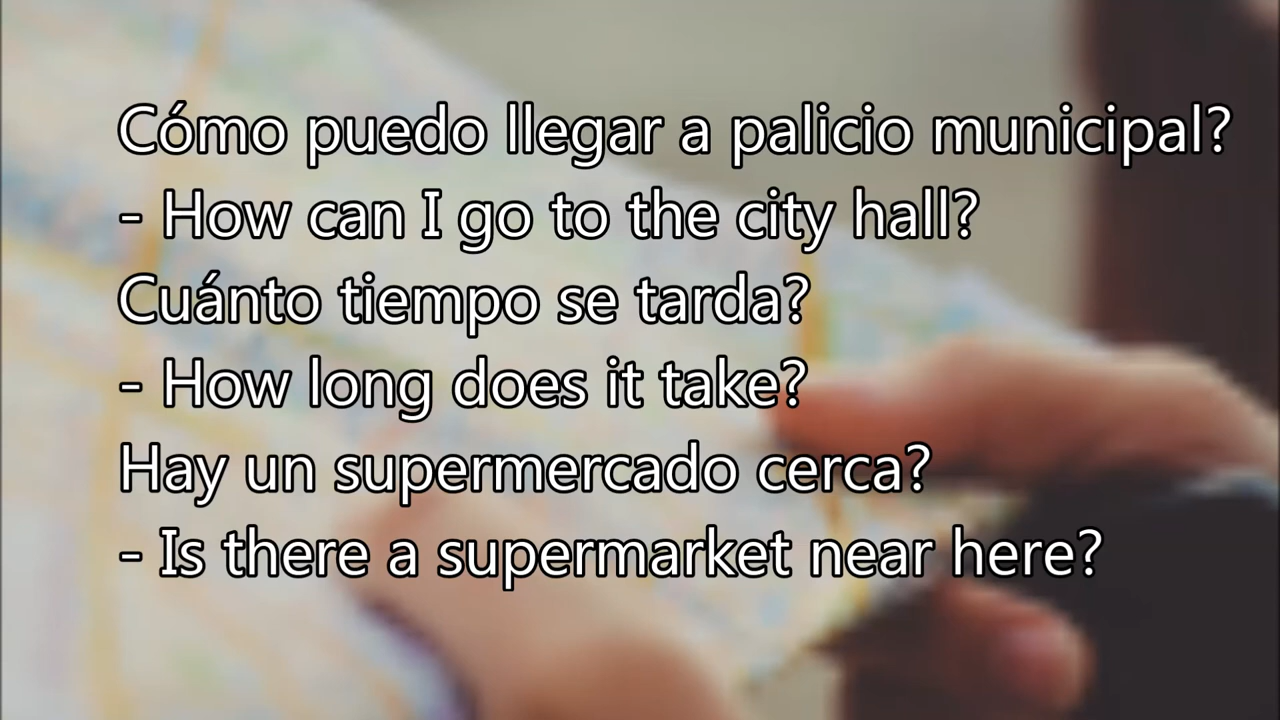 Cómo puedo llegar a palicio municipal?
- How can I go to the city hall?
Cuánto tiempo se tarda?
- How long does it take?
Hay un supermercado cerca?
- Is there a supermarket near here?